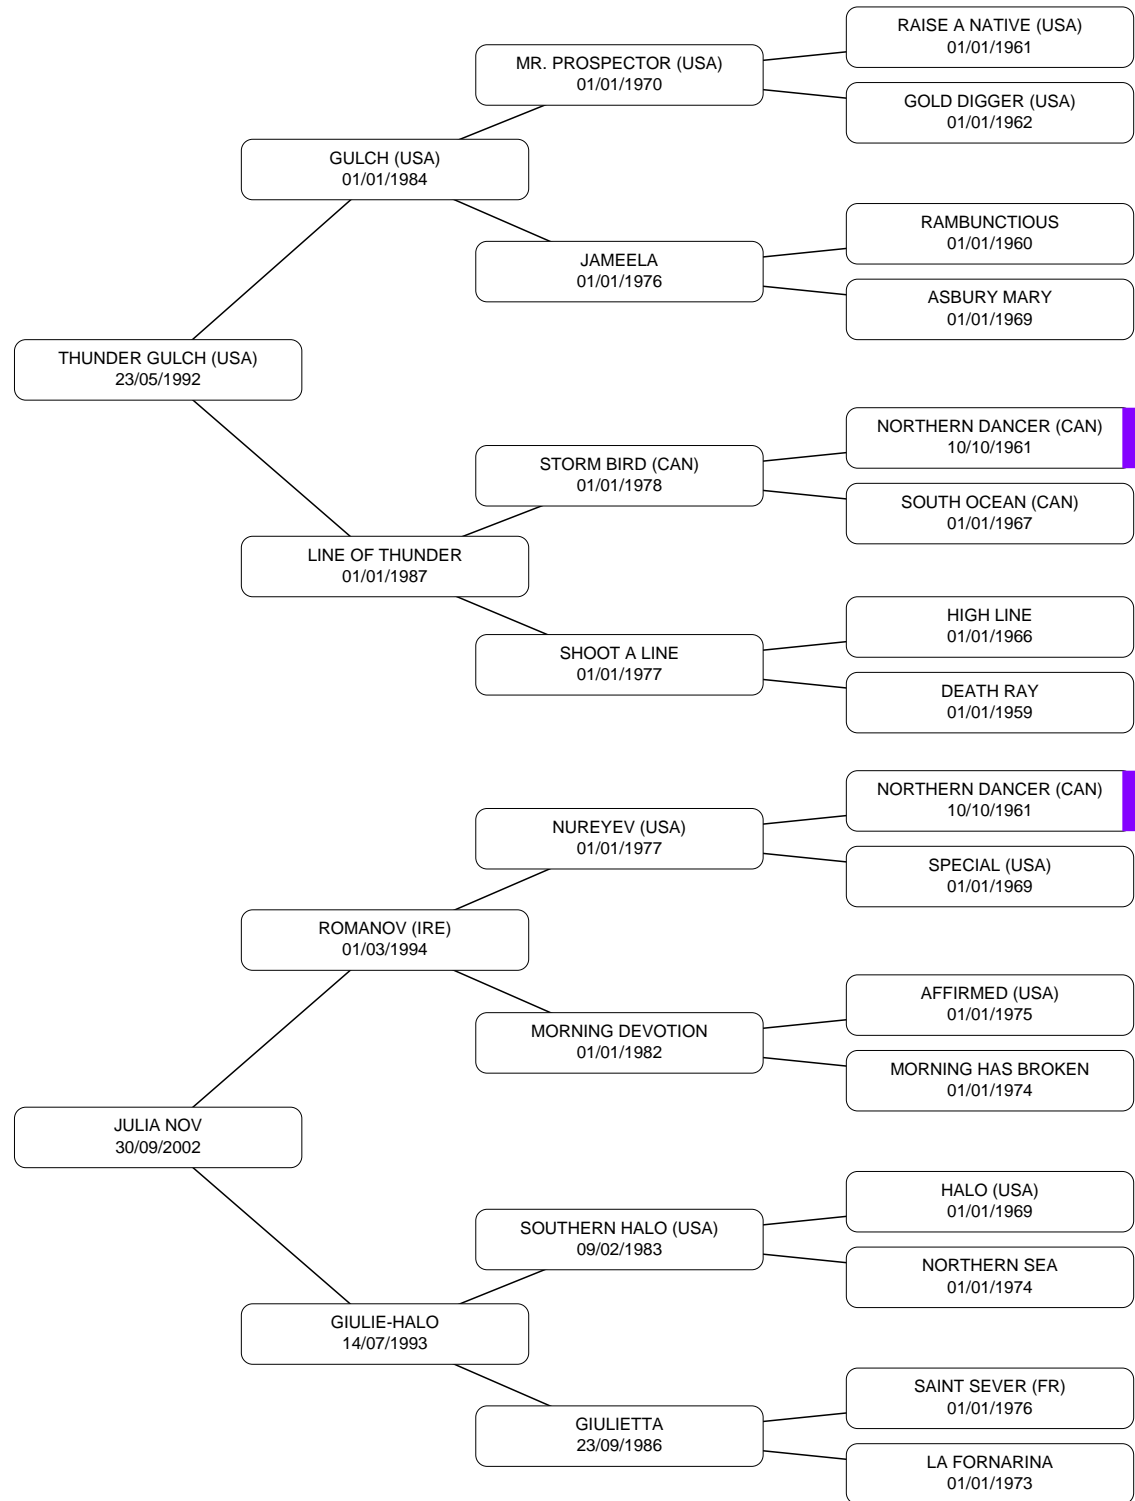 RAISE A NATIVE (USA)
01/01/1961
MR. PROSPECTOR (USA)
01/01/1970
GOLD DIGGER (USA)
01/01/1962
GULCH (USA)
01/01/1984
RAMBUNCTIOUS
01/01/1960
JAMEELA
01/01/1976
ASBURY MARY
01/01/1969
THUNDER GULCH (USA)
23/05/1992
NORTHERN DANCER (CAN)
10/10/1961
STORM BIRD (CAN)
01/01/1978
SOUTH OCEAN (CAN)
01/01/1967
LINE OF THUNDER
01/01/1987
HIGH LINE
01/01/1966
SHOOT A LINE
01/01/1977
DEATH RAY
01/01/1959
NORTHERN DANCER (CAN)
10/10/1961
NUREYEV (USA)
01/01/1977
SPECIAL (USA)
01/01/1969
ROMANOV (IRE)
01/03/1994
AFFIRMED (USA)
01/01/1975
MORNING DEVOTION
01/01/1982
MORNING HAS BROKEN
01/01/1974
JULIA NOV
30/09/2002
HALO (USA)
01/01/1969
SOUTHERN HALO (USA)
09/02/1983
NORTHERN SEA
01/01/1974
GIULIE-HALO
14/07/1993
SAINT SEVER (FR)
01/01/1976
GIULIETTA
23/09/1986
LA FORNARINA
01/01/1973